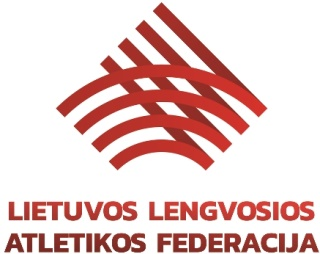 LIETUVOS LENGVOSIOS
ATLETIKOS FEDERACIJA